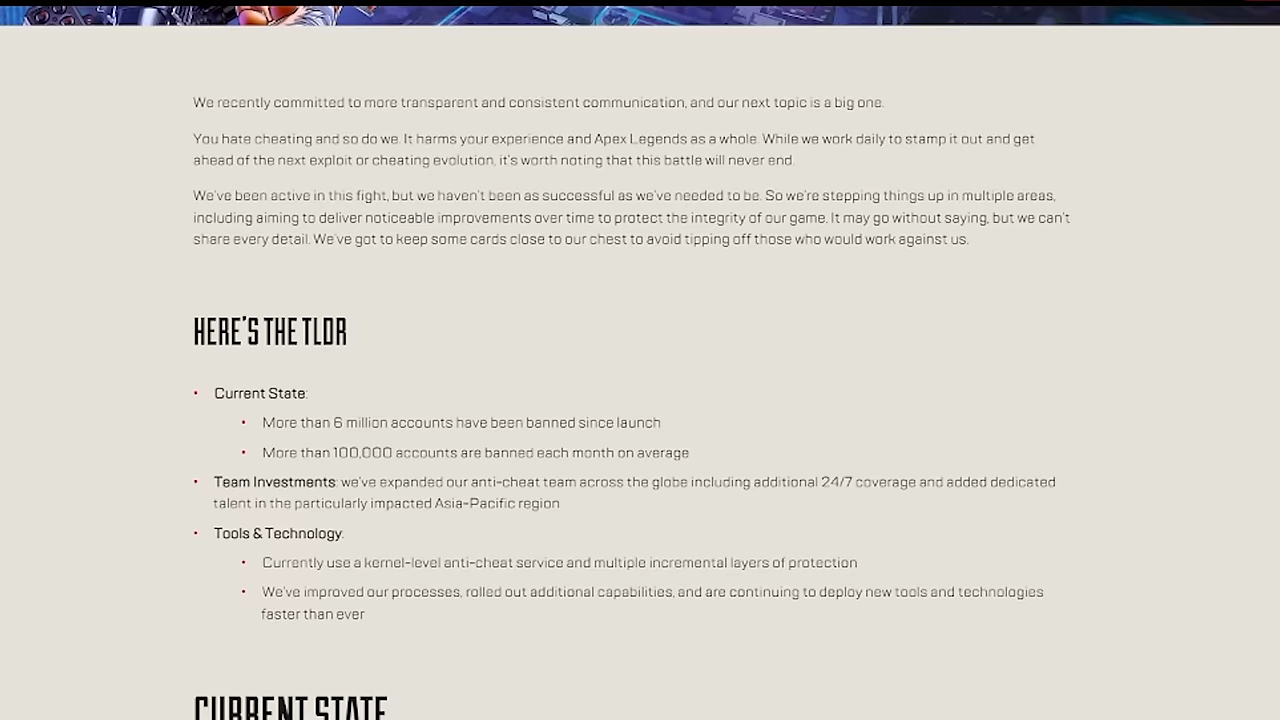 We recently committed to more transparent and consistent communication, and our next topic is a big one.
You hate cheating and so do we. It harms your experience and Apex Legends as a whole. While we work daily to stamp it out and get
ahead of the next exploit or cheating evolution, it's worth noting that this battle will never end.
We've been active in this fight, but we haven't been as successful as we've needed to be. So we're stepping things up in multiple areas,
including aiming to deliver noticeable improvements over time to protect the integrity of our game. It may go without saying, but we can't
share every detail. We've got to keep some cards close to our chest to avoid tipping off those who would work against us.
HERE'S THE TLDR
• Current State:
• More than 6 million accounts have been banned since launch
• More than 100,000 accounts are banned each month on average
• Team Investments: we've expanded our anti-cheat team across the globe including additional 24/7 coverage and added dedicated
talent in the particularly impacted Asia-Pacific region
• Tools & Technology:
• Currently use a kernel-level anti-cheat service and multiple incremental layers of protection
• We've improved our processes, rolled out additional capabilities, and are continuing to deploy new tools and technologies
faster than ever
CURRENT STATE